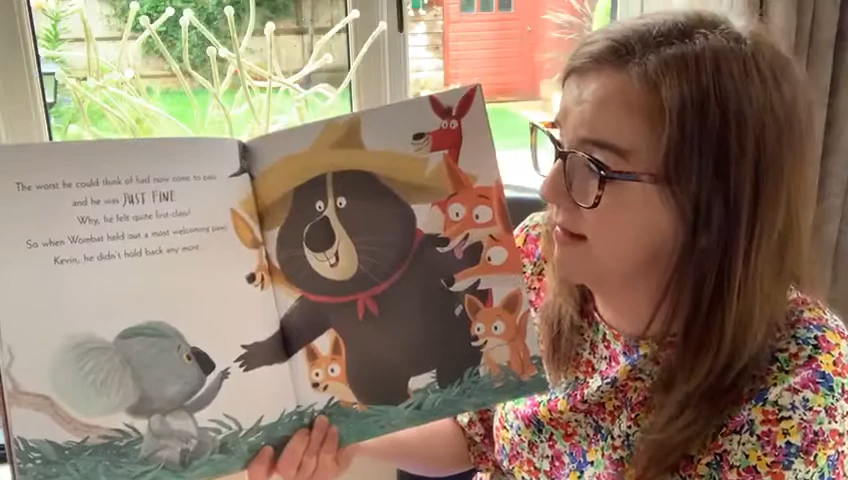 The worst he could think of had now come to pass
and he was JUST FINE
Why, he felt quite first-class!
So when Wombat held out a most welcoming paw,
Kevin, he didn't hold back any more.